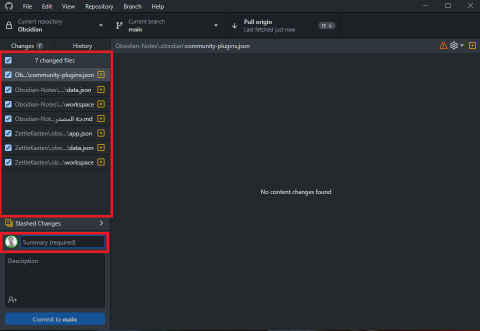 File Edit View Repository Branch Help
Current repository
Obsidian
Current branch
main
Pull origin
Last fetched just now
17 ↓
Changes 7
History
Obsidian-Notes\.obsidian\community-plugins.json
7 changed files
Ob...\community-plugins.json
Obsidian-Notes\...\data.json
Obsidian-Notes\...\workspace
Obsidian-Not...حة المصدر.md
ZettleKasten\.obsi...\app.json
ZettleKasten\.obs...\data.json
ZettleKasten\.obsi...\workspace
No content changes found
Stashed Changes
Summary (required)
Description
Commit to main